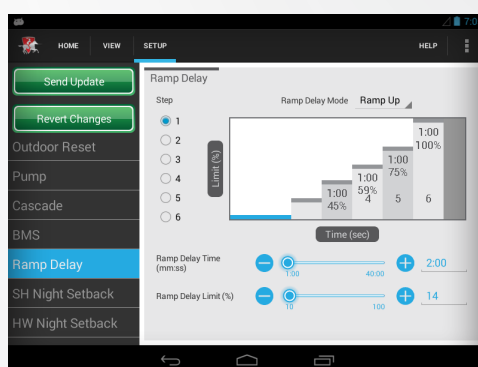 7:0
HOME VIEW SETUP HELP
Send Update
Revert Changes
Outdoor Reset
Pump
Cascade
BMS
Ramp Delay
SH Night Setback
HW Night Setback
Ramp Delay
Step
Ramp Delay Mode Ramp Up
1
2
3
4
5
6
Limit (%)
1:00
100%
1:00
75%
1:00
59%
1:00
45%
4 5 6
Time (sec)
Ramp Delay Time
(mm:ss)
1:00 40:00
2:00
Ramp Delay Limit (%)
10 100
14